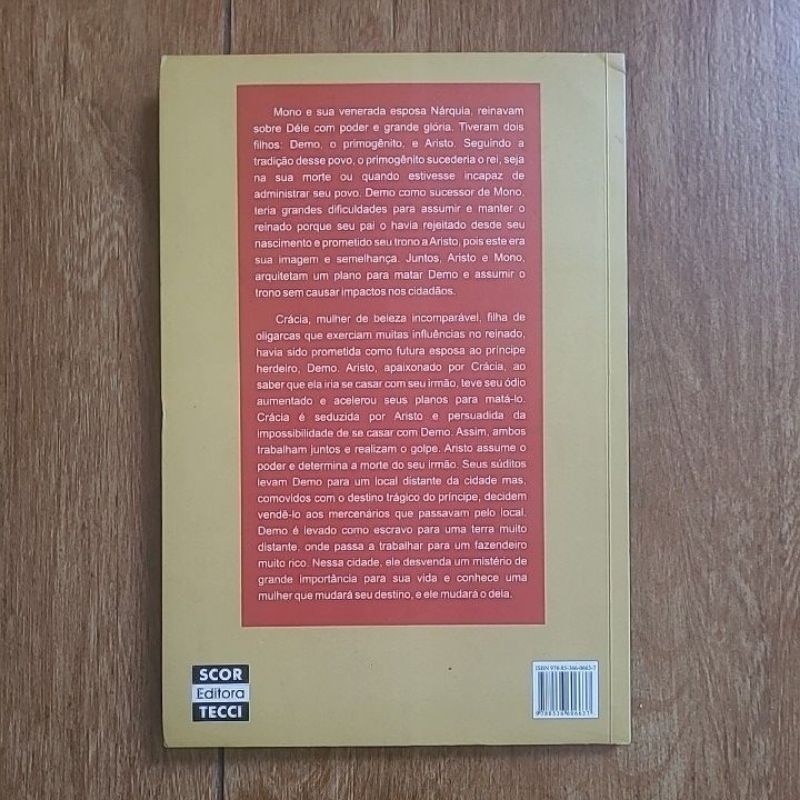 Mono e sua venerada esposa Nárquia, reinavam
sobre Déle com poder e grande glória. Tiveram dois
filhos: Demo, o primogênito, e Aristo. Seguindo a
tradição desse povo, o primogênito sucederia o rei, seja
na sua morte ou quando estivesse incapaz de
administrar seu povo. Demo como sucessor de Mono,
teria grandes dificuldades para assumir e manter o
reinado porque seu pai o havia rejeitado desde seu
nascimento e prometido seu trono a Aristo, pois este era
sua imagem e semelhança. Juntos, Aristo e Mono,
arquitetam um plano para matar Demo e assumir o
trono sem causar impactos nos cidadãos.
Crácia, mulher de beleza incomparável, filha de
oligarcas que exerciam muitas influências no reinado,
havia sido prometida como futura esposa ao príncipe
herdeiro, Demo. Aristo, apaixonado por Crácia, ao
saber que ela iria se casar com seu irmão, teve seu ódio
aumentado e acelerou seus planos para matá-lo.
Crácia é seduzida por Aristo e persuadida da
impossibilidade de se casar com Demo. Assim, ambos
trabalham juntos e realizam o golpe. Aristo assume o
poder e determina a morte do seu irmão. Seus súditos
levam Demo para um local distante da cidade mas,
comovidos com o destino trágico do príncipe, decidem
vendê-lo aos mercenários que passavam pelo local.
Demo é levado como escravo para uma terra muito
distante, onde passa a trabalhar para um fazendeiro
muito rico. Nessa cidade, ele desvenda um mistério de
grande importância para sua vida e conhece uma
mulher que mudará seu destino, e ele mudará o dela.
SCOR
Editora
TECCI
ISBN 978-85-366-0663-7